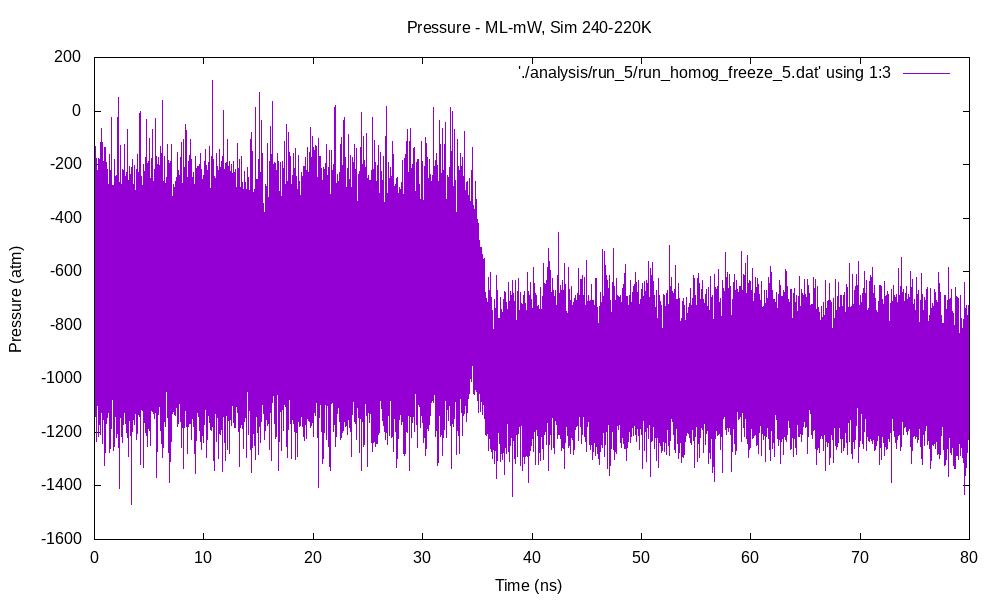 Pressure - ML-mW, Sim 240-220K
'./analysis/run_5/run_homog_freeze_5.dat' using 1:3
200
0
-200
-400
-600
-800
-1000
-1200
-1400
-1600
Pressure (atm)
0 10 20 30 40 50 60 70 80
Time (ns)